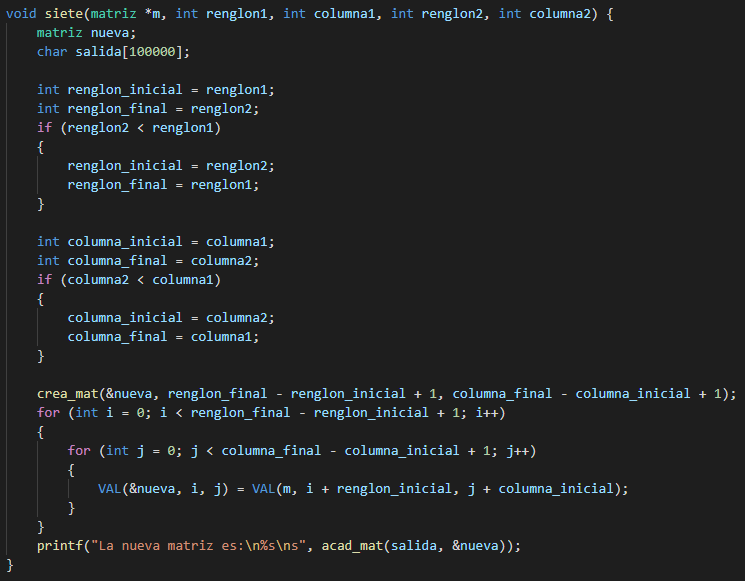 void siete(matriz *m, int renglon1, int columna1, int renglon2, int columna2) {
    matriz nueva;
    char salida[100000];

    int renglon_inicial = renglon1;
    int renglon_final = renglon2;
    if (renglon2 < renglon1)
    {
        renglon_inicial = renglon2;
        renglon_final = renglon1;
    }

    int columna_inicial = columna1;
    int columna_final = columna2;
    if (columna2 < columna1)
    {
        columna_inicial = columna2;
        columna_final = columna1;
    }

    crea_mat(&nueva, renglon_final - renglon_inicial + 1, columna_final - columna_inicial + 1);
    for (int i = 0; i < renglon_final - renglon_inicial + 1; i++)
    {
        for (int j = 0; j < columna_final - columna_inicial + 1; j++)
        {
            VAL(&nueva, i, j) = VAL(m, i + renglon_inicial, j + columna_inicial);
        }
    }
    printf("La nueva matriz es:\n%s\ns", acad_mat(salida, &nueva));
}